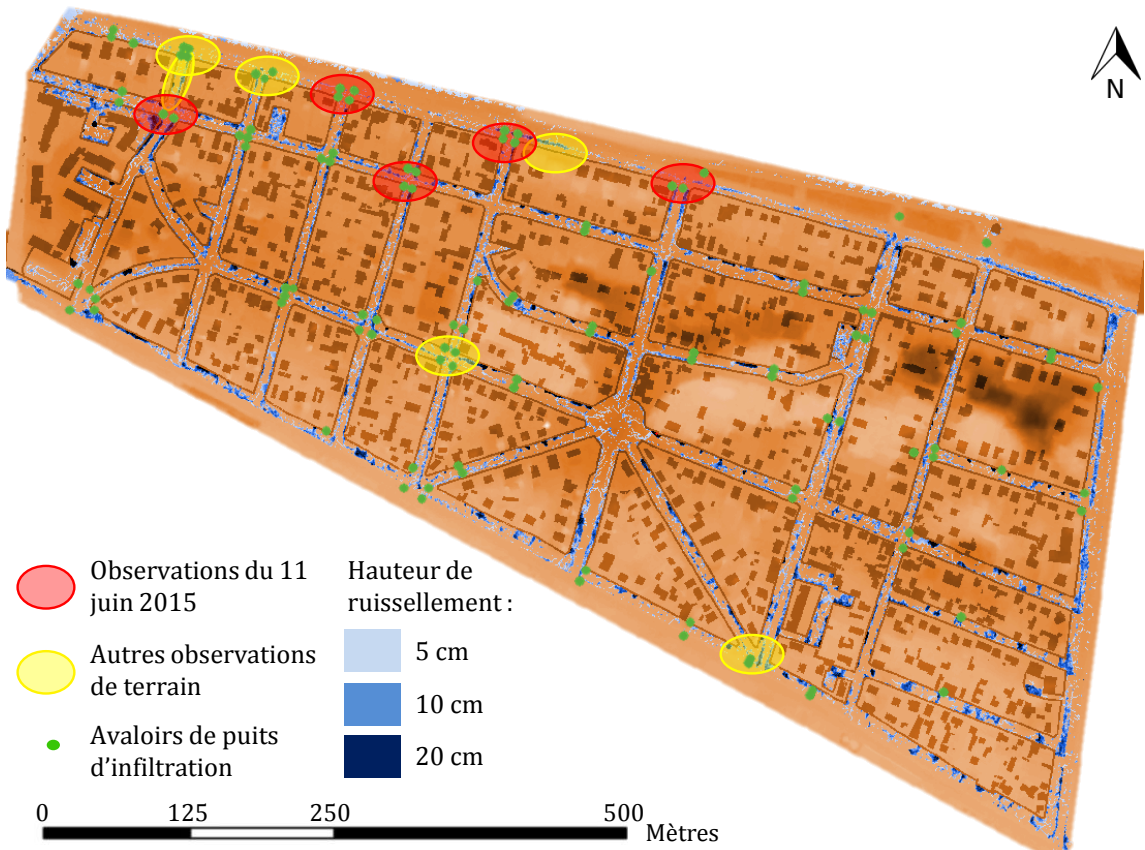 N
Observations du 11
juin 2015
Autres observations
de terrain
Avaloirs de puits
d'infiltration
Hauteur de
ruissellement :
5 cm
10 cm
20 cm
0 125 250 500 Mètres